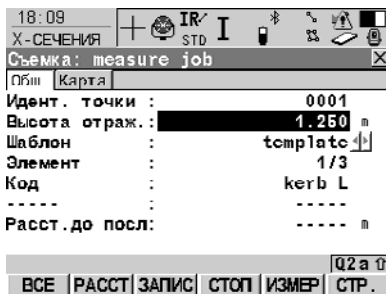 18:09
IR/
STD
I
X-СЕЧЕНИЯ
Съемка: measure job
X
Общ Карта
Идент. точки : 0001
Высота отраж.: 1.250 m
Шаблон : template
Элемент : 1/3
Код : kerb L
----- : -----
Расст.до посл: ----- m
Q2a⇧
ВСЕ РАССТ ЗАПИС СТОП ИЗМЕР СТР.